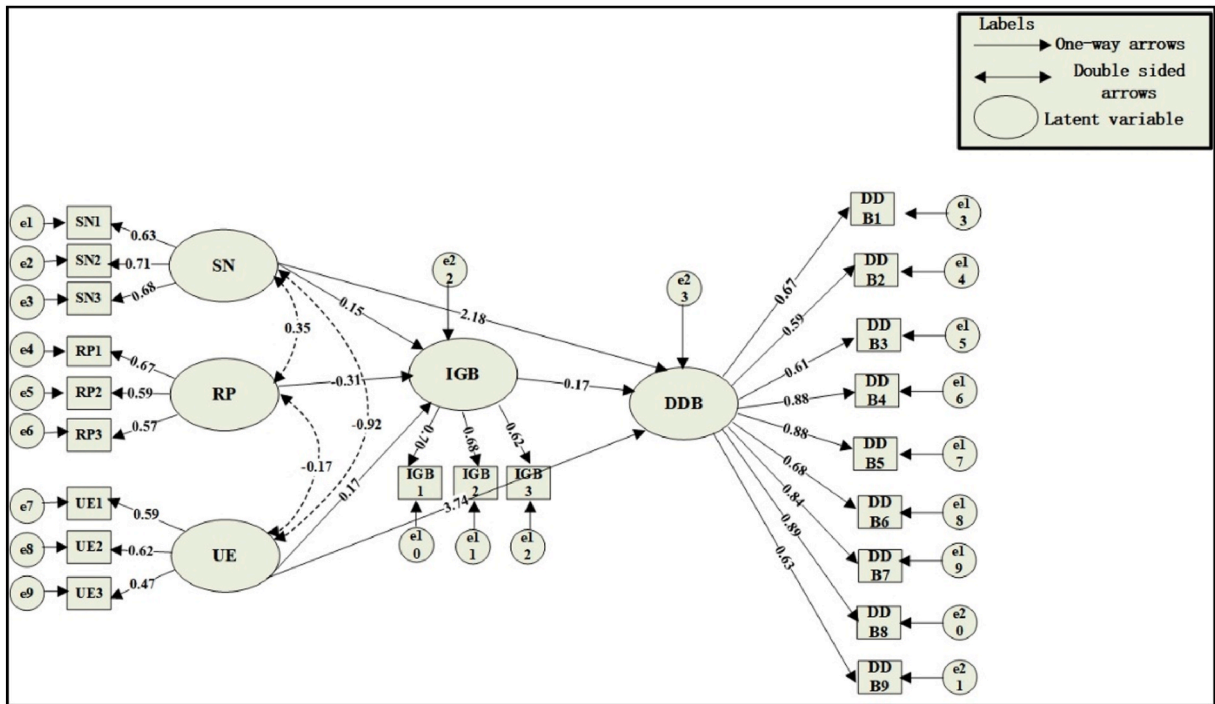 Labels
One-way arrows
Double sided
arrows
Latent variable
e1
SN1
0.63
e2
SN2
0.71
e3
SN3
0.68
SN
e4
RP1
0.67
e5
RP2
0.59
e6
RP3
0.57
RP
e7
UE1
0.59
e8
UE2
0.62
e9
UE3
0.47
UE
0.35
-0.92
-0.17
0.15
2.18
-0.31
0.17
3.74
e2
2
IGB
0.70
0.68
0.62
IGB
1
IGB
2
IGB
3
e1
0
e1
1
e1
2
0.17
e2
3
DDB
0.67
0.59
0.61
0.88
0.88
0.68
0.84
0.89
0.63
DD
B1
e1
3
DD
B2
e1
4
DD
B3
e1
5
DD
B4
e1
6
DD
B5
e1
7
DD
B6
e1
8
DD
B7
e1
9
DD
B8
e2
0
DD
B9
e2
1